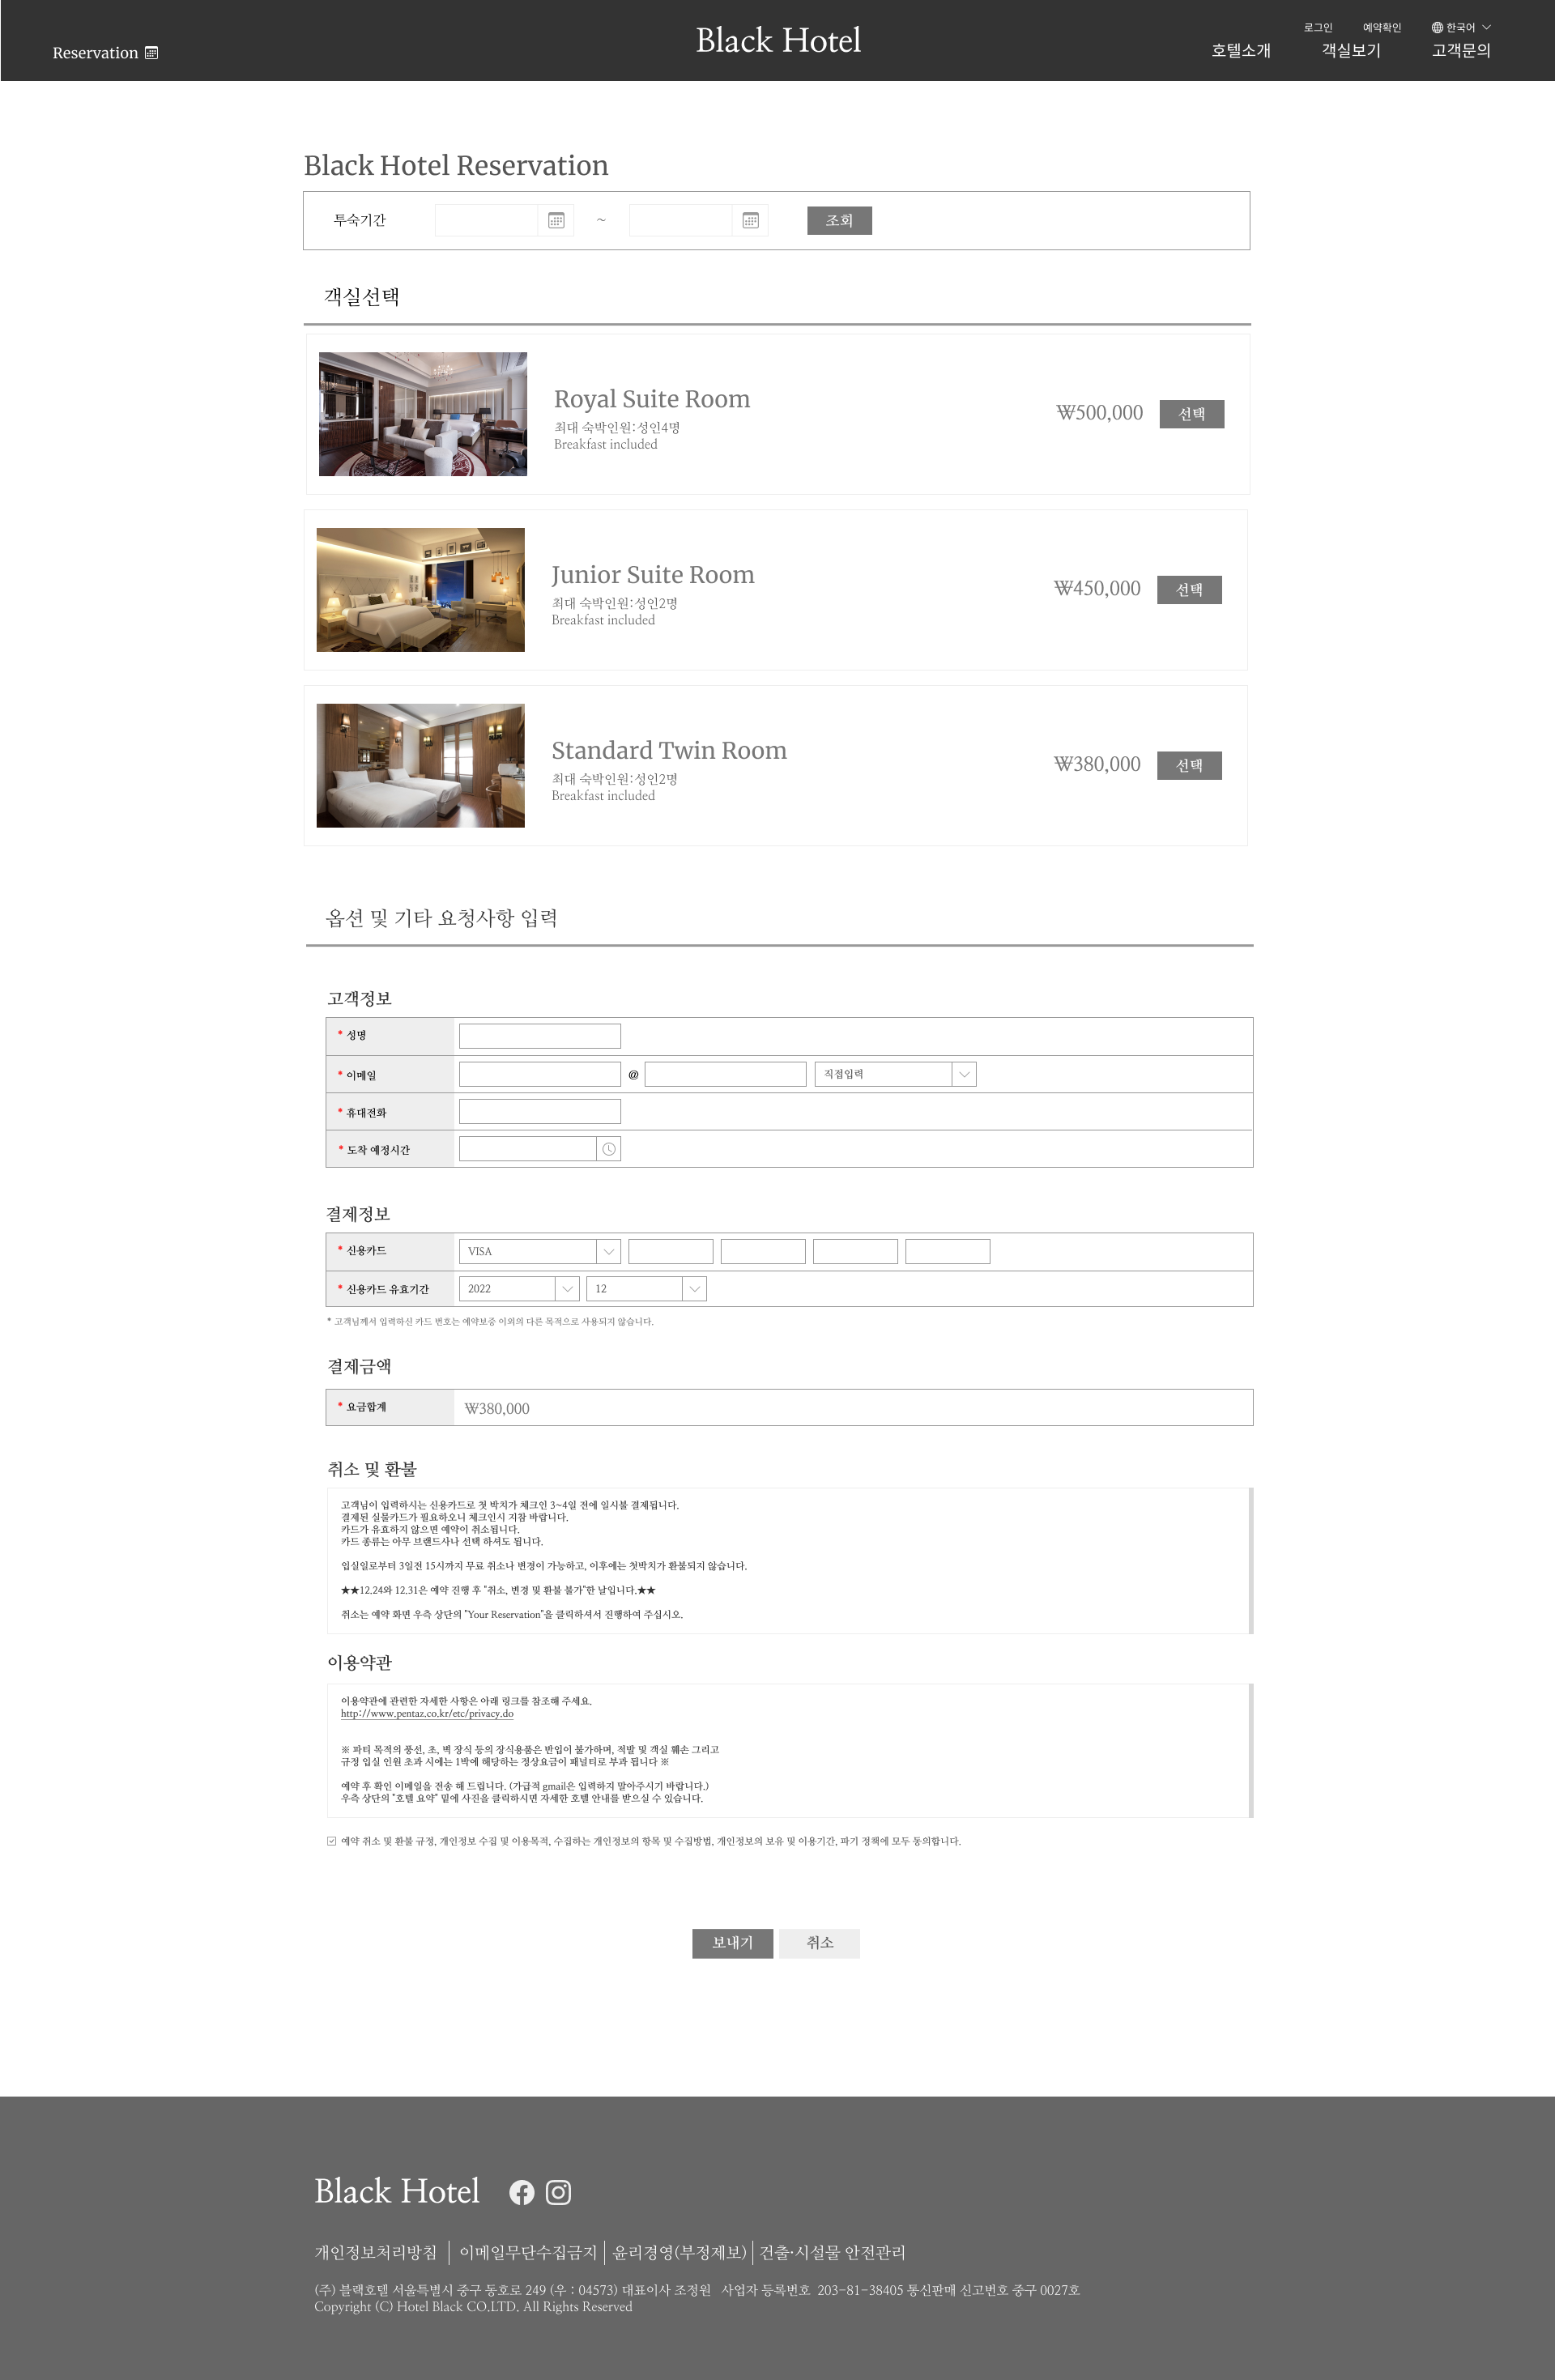 로그인 예약확인 한국어
Reservation
Black Hotel
호텔소개 객실보기 고객문의
Black Hotel Reservation
투숙기간 ~ 조회
객실선택
Royal Suite Room
최대 숙박인원:성인4명
Breakfast included
₩500,000 선택
Junior Suite Room
최대 숙박인원:성인2명
Breakfast included
₩450,000 선택
Standard Twin Room
최대 숙박인원:성인2명
Breakfast included
₩380,000 선택
옵션 및 기타 요청사항 입력
고객정보
* 성명
* 이메일 @ 직접입력
* 휴대전화
* 도착 예정시간
결제정보
* 신용카드 VISA
* 신용카드 유효기간 2022 12
* 고객님께서 입력하신 카드 번호는 예약보증 이외의 다른 목적으로 사용되지 않습니다.
결제금액
* 요금합계 ₩380,000
취소 및 환불
고객님이 입력하시는 신용카드로 첫 박치가 체크인 3~4일 전에 일시불 결제됩니다.
결제된 실물카드가 필요하오니 체크인시 지참 바랍니다.
카드가 유효하지 않으면 예약이 취소됩니다.
카드 종류는 아무 브랜드사나 선택 하셔도 됩니다.
입실일로부터 3일전 15시까지 무료 취소나 변경이 가능하고, 이후에는 첫박치가 환불되지 않습니다.
★★12.24와 12.31은 예약 진행 후 "취소, 변경 및 환불 불가"한 날입니다.★★
취소는 예약 화면 우측 상단의 "Your Reservation"을 클릭하셔서 진행하여 주십시오.
이용약관
이용약관에 관련한 자세한 사항은 아래 링크를 참조해 주세요.
http://www.pentaz.co.kr/etc/privacy.do
※ 파티 목적의 풍선, 초, 벽 장식 등의 장식용품은 반입이 불가하며, 적발 및 객실 훼손 그리고
규정 입실 인원 초과 시에는 1박에 해당하는 정상요금이 패널티로 부과 됩니다 ※
예약 후 확인 이메일을 전송 해 드립니다. (가급적 gmail은 입력하지 말아주시기 바랍니다.)
우측 상단의 "호텔 요약" 밑에 사진을 클릭하시면 자세한 호텔 안내를 받으실 수 있습니다.
예약 취소 및 환불 규정, 개인정보 수집 및 이용목적, 수집하는 개인정보의 항목 및 수집방법, 개인정보의 보유 및 이용기간, 파기 정책에 모두 동의합니다.
보내기 취소
Black Hotel
개인정보처리방침 이메일무단수집금지 윤리경영(부정제보) 건출·시설물 안전관리
(주) 블랙호텔 서울특별시 중구 동호로 249 (우 : 04573) 대표이사 조정원 사업자 등록번호 203-81-38405 통신판매 신고번호 중구 0027호
Copyright (C) Hotel Black CO.LTD. All Rights Reserved